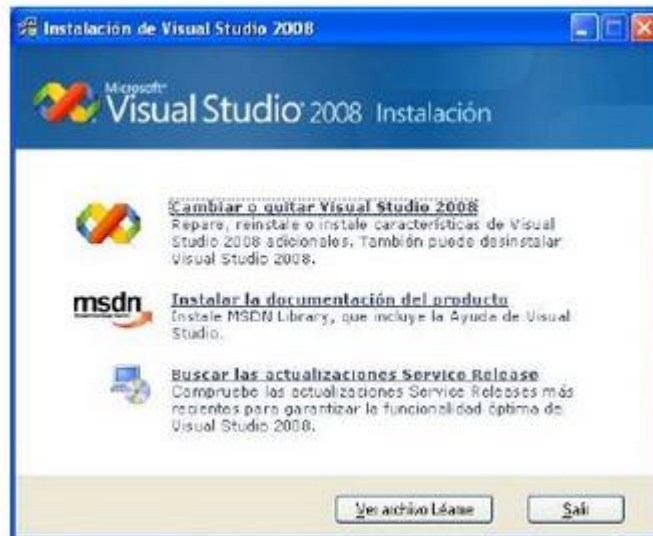 Instalación de Visual Studio 2008
Microsoft
Visual Studio 2008 Instalación
Cambiar o quitar Visual Studio 2008
Repare, reinstale o instale características de Visual
Studio 2008 adicionales. También puede desinstalar
Visual Studio 2008.
msdn
Instalar la documentación del producto
Instale MSDN Library, que incluye la Ayuda de Visual
Studio.
Buscar las actualizaciones Service Release
Compruebe las actualizaciones Service Releases más
recientes para garantizar la funcionalidad óptima de
Visual Studio 2008.
Ver archivo Léame
Salir